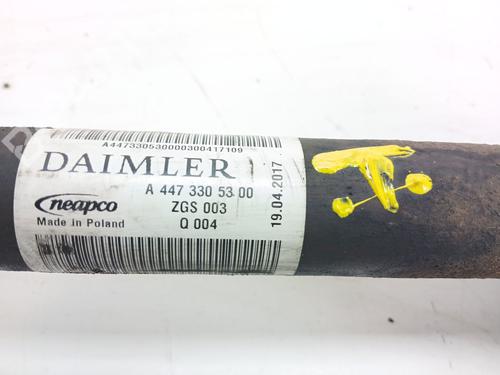 A4473305300000300417109
DAIMLER
A 447 330 53 00
neapco
ZGS 003
Made in Poland
Q 004
19.04.2017